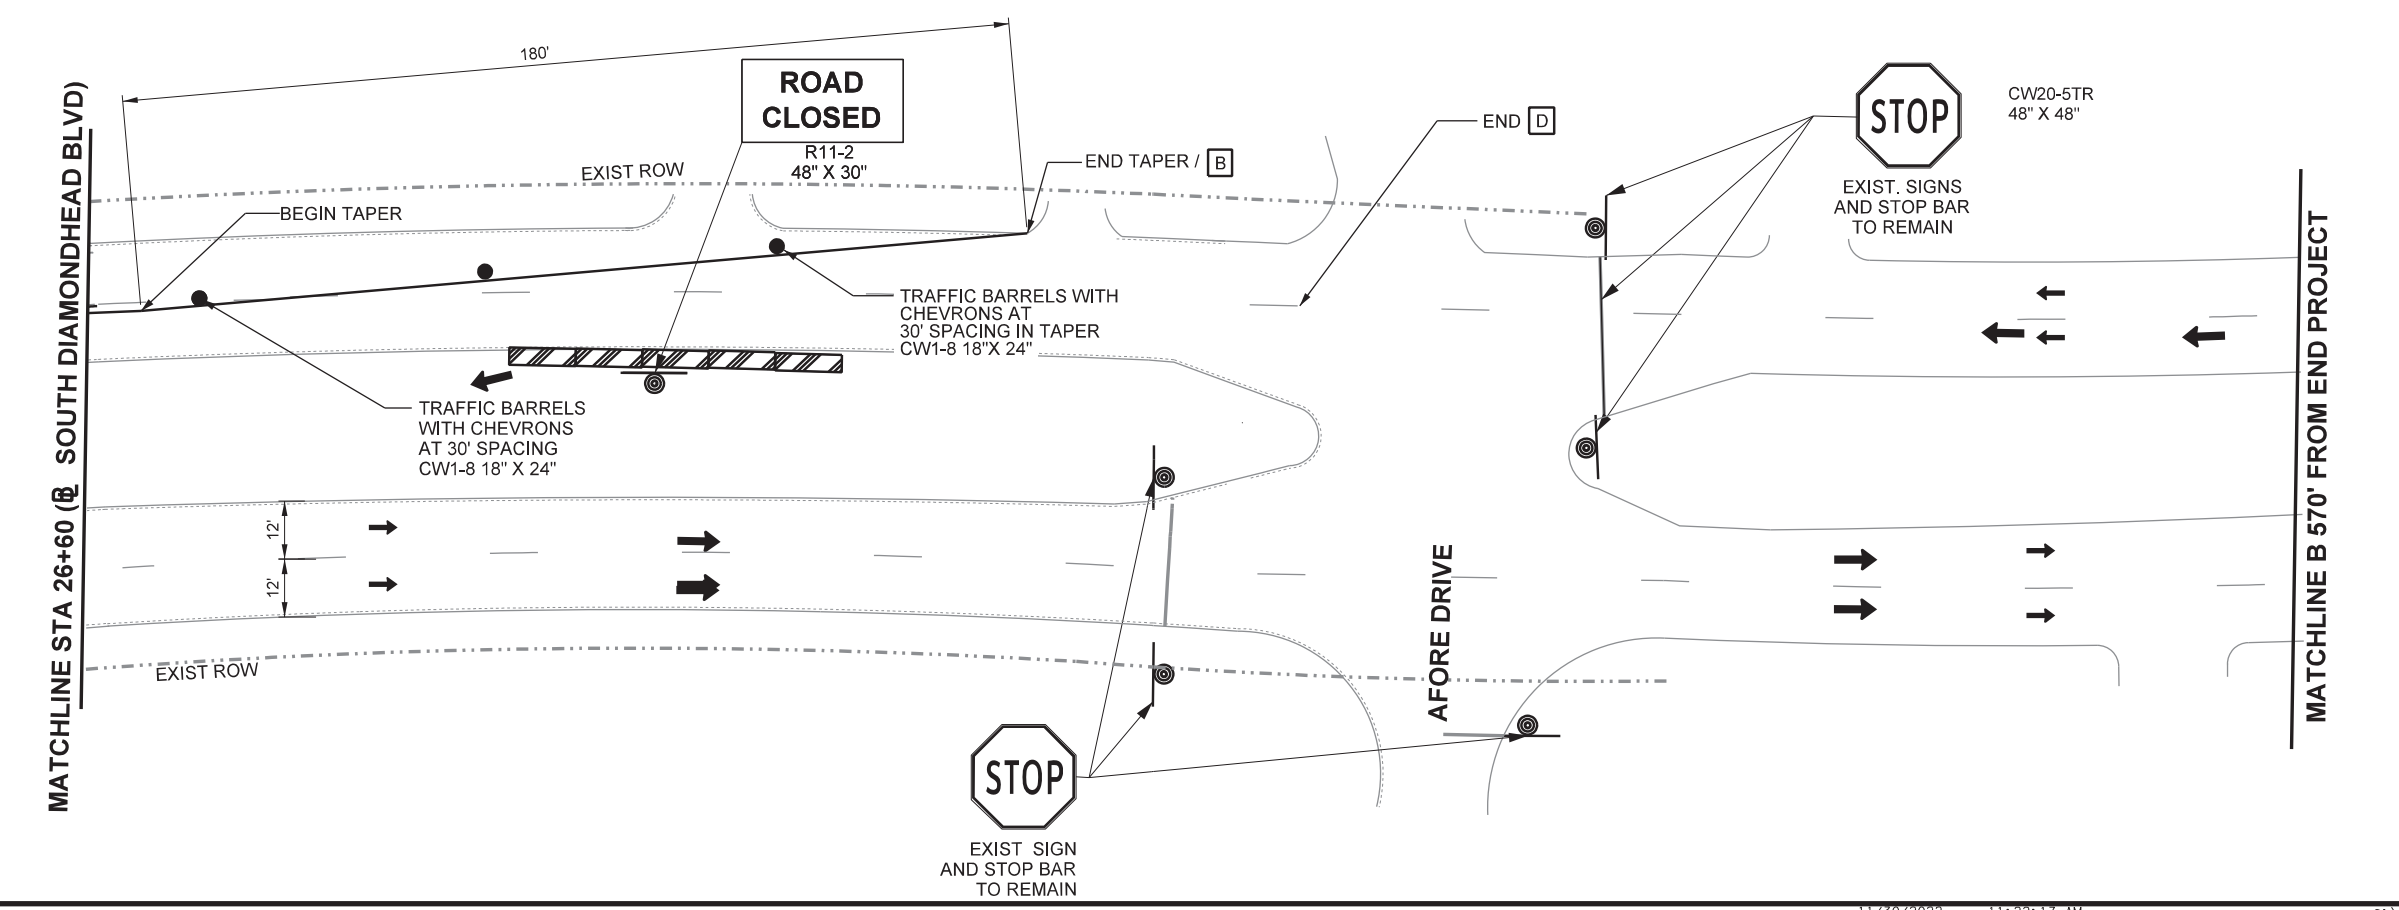 180'
ROAD
CLOSED
R11-2
48" X 30"
EXIST ROW
BEGIN TAPER
END TAPER / B
END D
STOP
CW20-5TR
48" X 48"
EXIST. SIGNS
AND STOP BAR
TO REMAIN
TRAFFIC BARRELS WITH
CHEVRONS AT
30' SPACING IN TAPER
CW1-8 18"X 24"
TRAFFIC BARRELS
WITH CHEVRONS
AT 30' SPACING
CW1-8 18" X 24"
12'
12'
EXIST ROW
AFORE DRIVE
STOP
EXIST SIGN
AND STOP BAR
TO REMAIN
MATCHLINE STA 26+60 (BL SOUTH DIAMONDHEAD BLVD)
MATCHLINE B 570' FROM END PROJECT